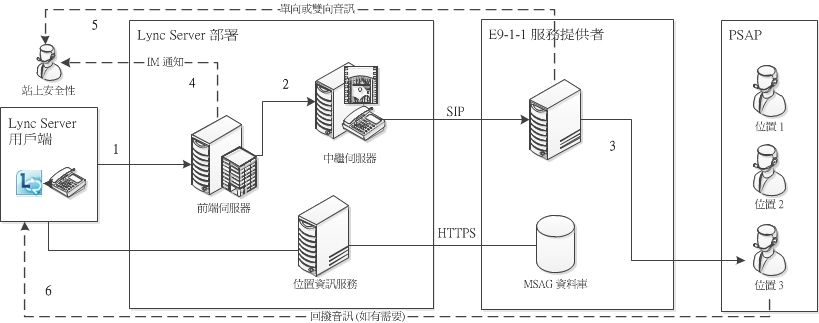 單向或雙向音訊
5
Lync Server 部署
E9-1-1 服務提供者
PSAP
IM 通知
站上安全性
4
2
Lync Server
用戶端
SIP
位置 1
1
中繼伺服器
3
前端伺服器
位置 2
HTTPS
位置資訊服務
MSAG 資料庫
位置 3
6
回撥音訊 (如有需要)